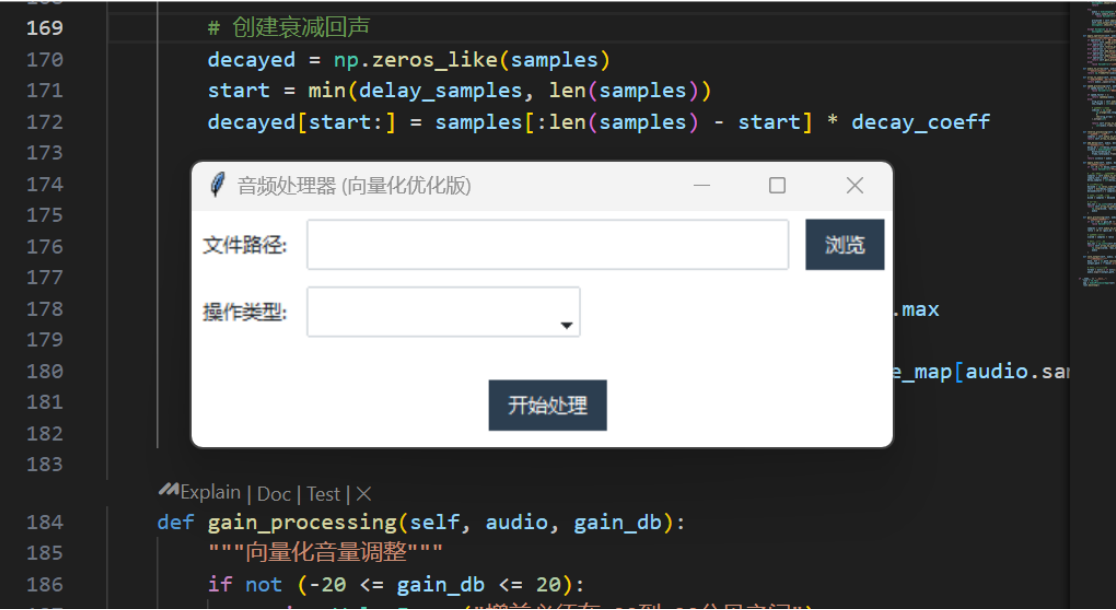 169 # 创建衰减回声
170 decayed = np.zeros_like(samples)
171 start = min(delay_samples, len(samples))
172 decayed[start:] = samples[:len(samples) - start] * decay_coeff
173
音频处理器 (向量化优化版)
174
175
文件路径: 浏览
176
177
操作类型:
178 .max
179
180 e_map[audio.sam
181
开始处理
182
183
Explain | Doc | Test |
184 def gain_processing(self, audio, gain_db):
185 """向量化音量调整"""
186 if not (-20 <= gain_db <= 20):